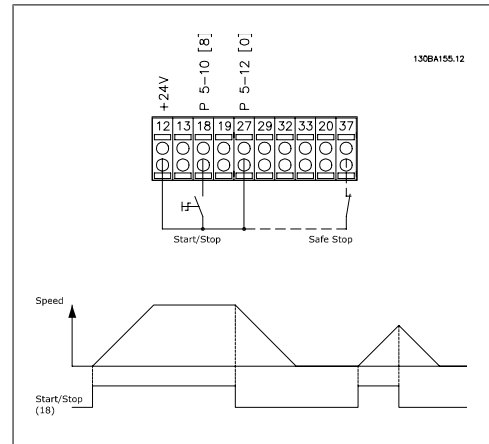 130BA155.12
+24V
P 5-10 [8]
P 5-12 [0]
12 13 18 19 27 29 32 33 20 37
Start/Stop Safe Stop
Speed
Start/Stop
(18)